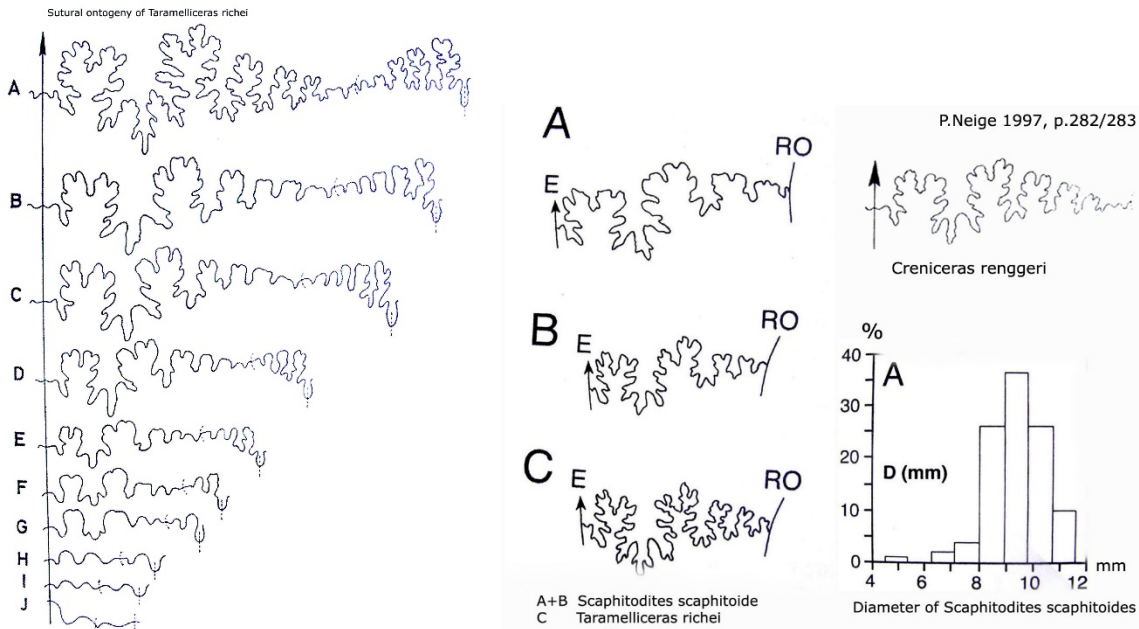 Sutural ontogeny of Taramelliceras richei
A
B
C
D
E
F
G
H
I
J
A
E
RO
B
E
RO
C
E
RO
A+B Scaphitodites scaphitoide
C Taramelliceras richei
P.Neige 1997, p.282/283
Creniceras renggeri
%
40
30
20
10
0
A
D (mm)
4 6 8 10 12 mm
Diameter of Scaphitodites scaphitoides